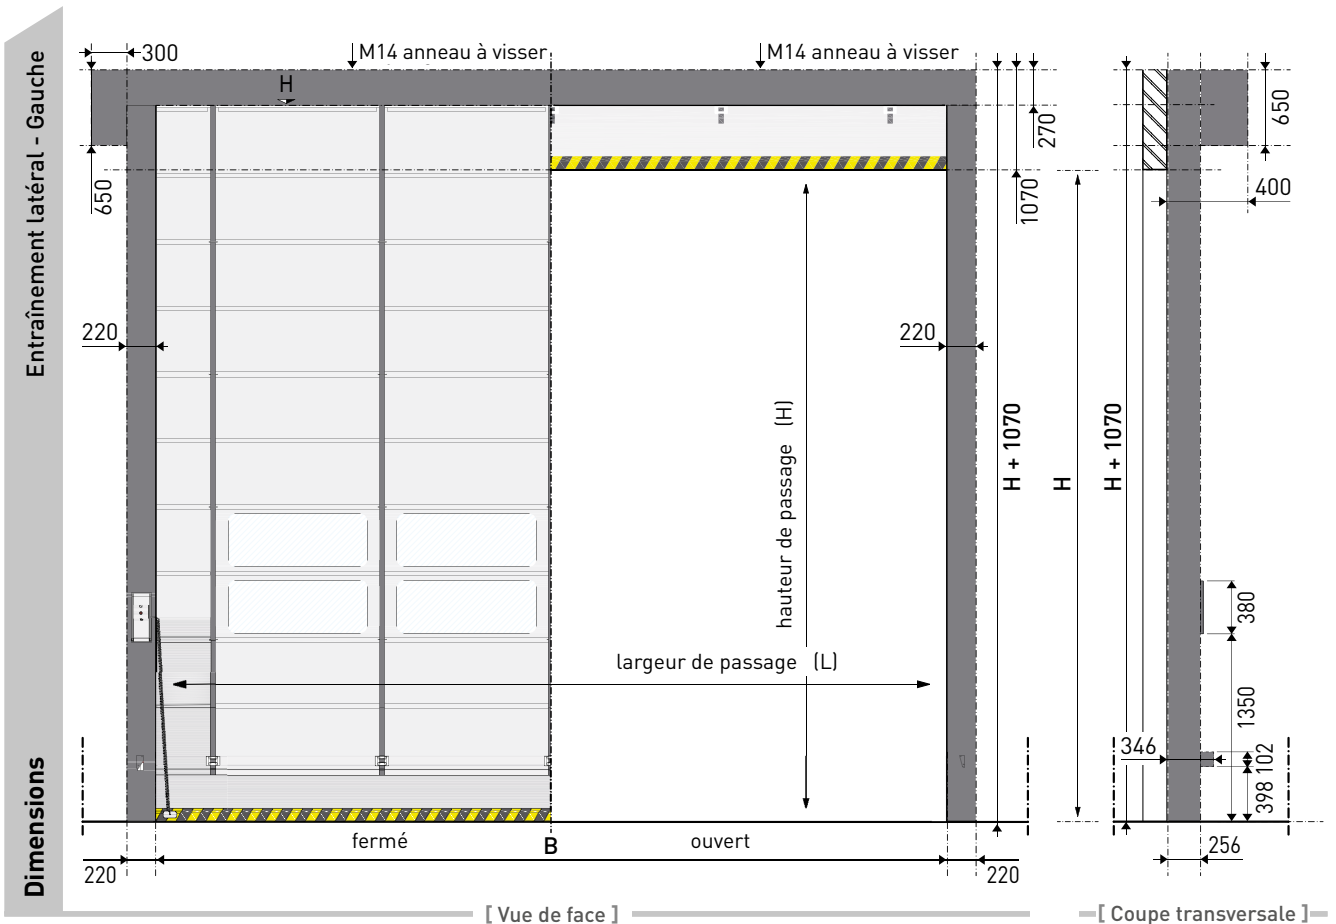 Entraînement latéral - Gauche
Dimensions
300
M14 anneau à visser
M14 anneau à visser
H
650
270
1070
650
400
220
220
hauteur de passage (H)
H + 1070
H
H + 1070
largeur de passage (L)
380
1350
346
102
398
fermé
B
ouvert
220
220
256
[ Vue de face ]
[ Coupe transversale ]